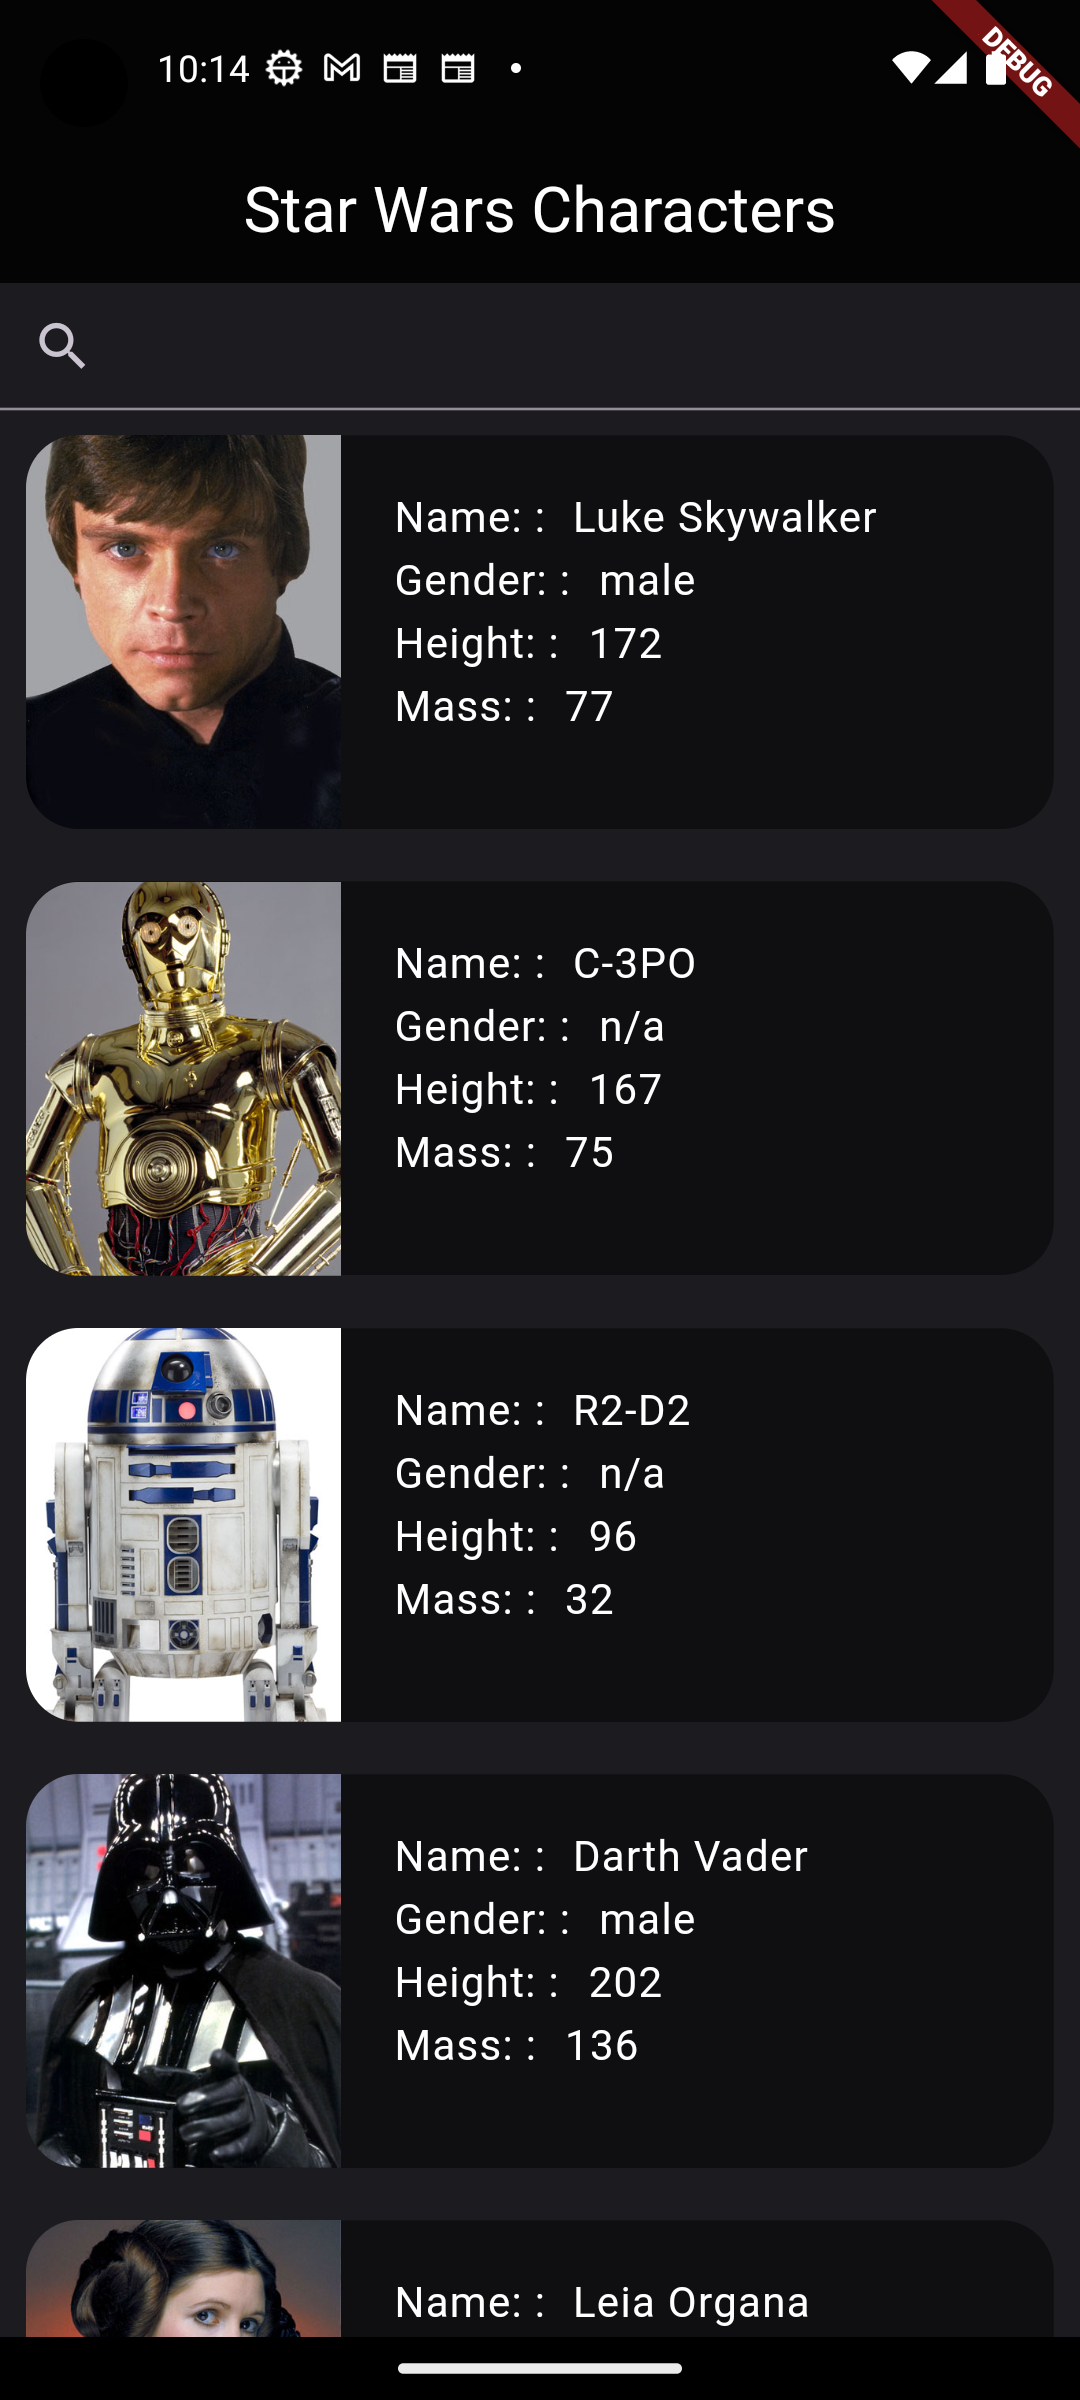 10:14
DEBUG
Star Wars Characters
Name: : Luke Skywalker
Gender: : male
Height: : 172
Mass: : 77
Name: : C-3PO
Gender: : n/a
Height: : 167
Mass: : 75
Name: : R2-D2
Gender: : n/a
Height: : 96
Mass: : 32
Name: : Darth Vader
Gender: : male
Height: : 202
Mass: : 136
Name: : Leia Organa